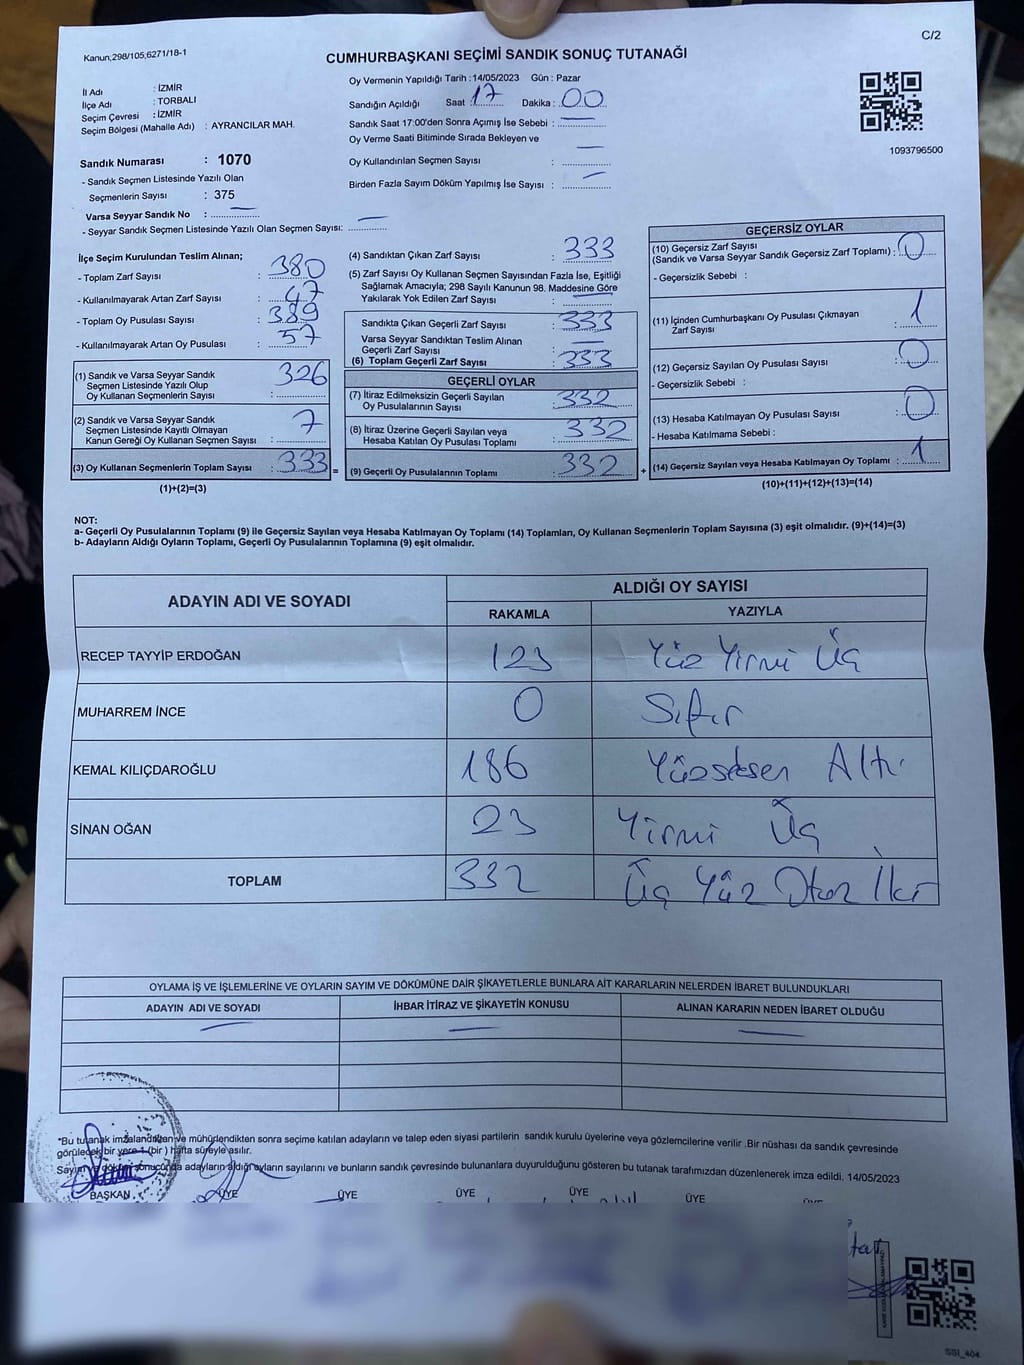 Kanun;298/105,6271/18-1
C/2
CUMHURBAŞKANI SEÇİMİ SANDIK SONUÇ TUTANAĞI
İl Adı : İZMİR
İlçe Adı : TORBALI
Seçim Çevresi : İZMİR
Seçim Bölgesi (Mahalle Adı) : AYRANCILAR MAH.
Sandık Numarası : 1070
- Sandık Seçmen Listesinde Yazılı Olan
Seçmenlerin Sayısı : 375
Varsa Seyyar Sandık No :
- Seyyar Sandık Seçmen Listesinde Yazılı Olan Seçmen Sayısı:
Oy Vermenin Yapıldığı Tarih :14/05/2023 Gün : Pazar
Sandığın Açıldığı Saat : 17 Dakika : 00
Sandık Saat 17:00'den Sonra Açımış İse Sebebi :
Oy Verme Saati Bitiminde Sırada Bekleyen ve
Oy Kullandırılan Seçmen Sayısı :
Birden Fazla Sayım Döküm Yapılmış İse Sayısı :
1093796500
İlçe Seçim Kurulundan Teslim Alınan;
- Toplam Zarf Sayısı : 380
- Kullanılmayarak Artan Zarf Sayısı : 47
- Toplam Oy Pusulası Sayısı : 389
- Kullanılmayarak Artan Oy Pusulası : 57
(1) Sandık ve Varsa Seyyar Sandık
Seçmen Listesinde Yazılı Olup
Oy Kullanan Seçmenlerin Sayısı : 326
(2) Sandık ve Varsa Seyyar Sandık
Seçmen Listesinde Kayıtlı Olmayan
Kanun Gereği Oy Kullanan Seçmen Sayısı : 7
(3) Oy Kullanan Seçmenlerin Toplam Sayısı : 333 =
(1)+(2)=(3)
(4) Sandıktan Çıkan Zarf Sayısı : 333
(5) Zarf Sayısı Oy Kullanan Seçmen Sayısından Fazla İse, Eşitliği
Sağlamak Amacıyla; 298 Sayılı Kanunun 98. Maddesine Göre
Yakılarak Yok Edilen Zarf Sayısı :
Sandıkta Çıkan Geçerli Zarf Sayısı : 333
Varsa Seyyar Sandıktan Teslim Alınan
Geçerli Zarf Sayısı :
(6) Toplam Geçerli Zarf Sayısı : 333
GEÇERLİ OYLAR
(7) İtiraz Edilmeksizin Geçerli Sayılan
Oy Pusulalarının Sayısı : 332
(8) İtiraz Üzerine Geçerli Sayılan veya
Hesaba Katılan Oy Pusulası Toplamı : 332
(9) Geçerli Oy Pusulalarının Toplamı : 332 +
GEÇERSİZ OYLAR
(10) Geçersiz Zarf Sayısı
(Sandık ve Varsa Seyyar Sandık Geçersiz Zarf Toplamı) : 0
- Geçersizlik Sebebi :
(11) İçinden Cumhurbaşkanı Oy Pusulası Çıkmayan
Zarf Sayısı : 1
(12) Geçersiz Sayılan Oy Pusulası Sayısı : 0
- Geçersizlik Sebebi :
(13) Hesaba Katılmayan Oy Pusulası Sayısı : 0
- Hesaba Katılmama Sebebi :
(14) Geçersiz Sayılan veya Hesaba Katılmayan Oy Toplamı : 1
(10)+(11)+(12)+(13)=(14)
NOT:
a- Geçerli Oy Pusulalarının Toplamı (9) ile Geçersiz Sayılan veya Hesaba Katılmayan Oy Toplamı (14) Toplamları, Oy Kullanan Seçmenlerin Toplam Sayısına (3) eşit olmalıdır. (9)+(14)=(3)
b- Adayların Aldığı Oyların Toplamı, Geçerli Oy Pusulalarının Toplamına (9) eşit olmalıdır.
ADAYIN ADI VE SOYADI
ALDIĞI OY SAYISI
RAKAMLA YAZIYLA
RECEP TAYYİP ERDOĞAN 123 Yüz Yirmi Üç
MUHARREM İNCE 0 Sıfır
KEMAL KILIÇDAROĞLU 186 Yüzseksen Altı
SİNAN OĞAN 23 Yirmi Üç
TOPLAM 332 Üç Yüz Otuz İki
OYLAMA İŞ VE İŞLEMLERİNE VE OYLARIN SAYIM VE DÖKÜMÜNE DAİR ŞİKAYETLERLE BUNLARA AİT KARARLARIN NELERDEN İBARET BULUNDUKLARI
ADAYIN ADI VE SOYADI İHBAR İTİRAZ VE ŞİKAYETİN KONUSU ALINAN KARARIN NEDEN İBARET OLDUĞU
*Bu tutanak imzalandıktan ve mühürlendikten sonra seçime katılan adayların ve talep eden siyasi partilerin sandık kurulu üyelerine veya gözlemcilerine verilir .Bir nüshası da sandık çevresinde
görülecek bir yere 1 (bir ) hafta süreyle asılır.
Sayım ve döküm sonucunda adayların aldığı oyların sayılarını ve bunların sandık çevresinde bulunanlara duyurulduğunu gösteren bu tutanak tarafımızdan düzenlenerek imza edildi. 14/05/2023
BAŞKAN ÜYE ÜYE ÜYE ÜYE ÜYE
SSI_404